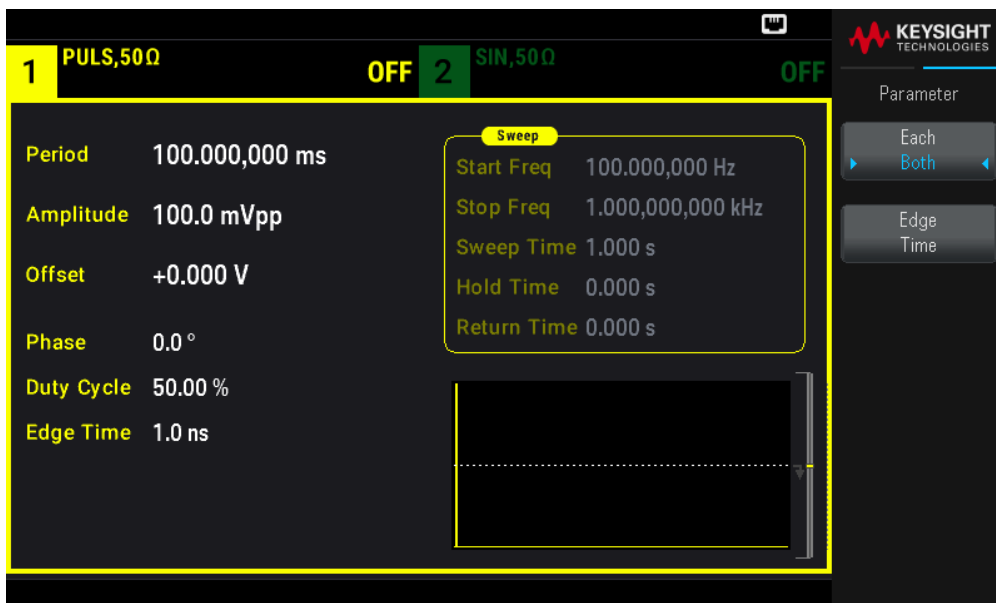 KEYSIGHT
TECHNOLOGIES
1 PULS,50Ω OFF 2 SIN,50Ω OFF
Parameter
Each
Both
Edge
Time
Period 100.000,000 ms
Amplitude 100.0 mVpp
Offset +0.000 V
Phase 0.0 °
Duty Cycle 50.00 %
Edge Time 1.0 ns
Sweep
Start Freq 100.000,000 Hz
Stop Freq 1.000,000,000 kHz
Sweep Time 1.000 s
Hold Time 0.000 s
Return Time 0.000 s